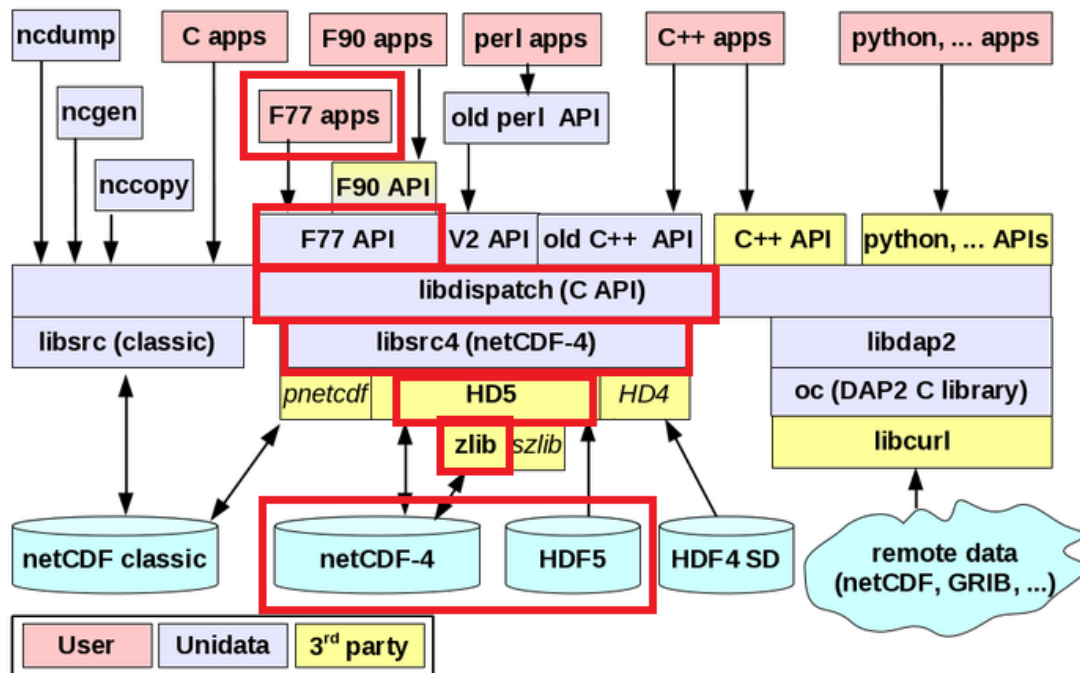 ncdump
C apps
F90 apps
perl apps
C++ apps
python, ... apps
ncgen
F77 apps
old perl API
nccopy
F90 API
F77 API
V2 API
old C++ API
C++ API
python, ... APIs
libdispatch (C API)
libsrc (classic)
libsrc4 (netCDF-4)
libdap2
pnetcdf
HD5
HD4
oc (DAP2 C library)
zlib
szlib
libcurl
netCDF classic
netCDF-4
HDF5
HDF4 SD
remote data
(netCDF, GRIB, ...)
User
Unidata
3rd party